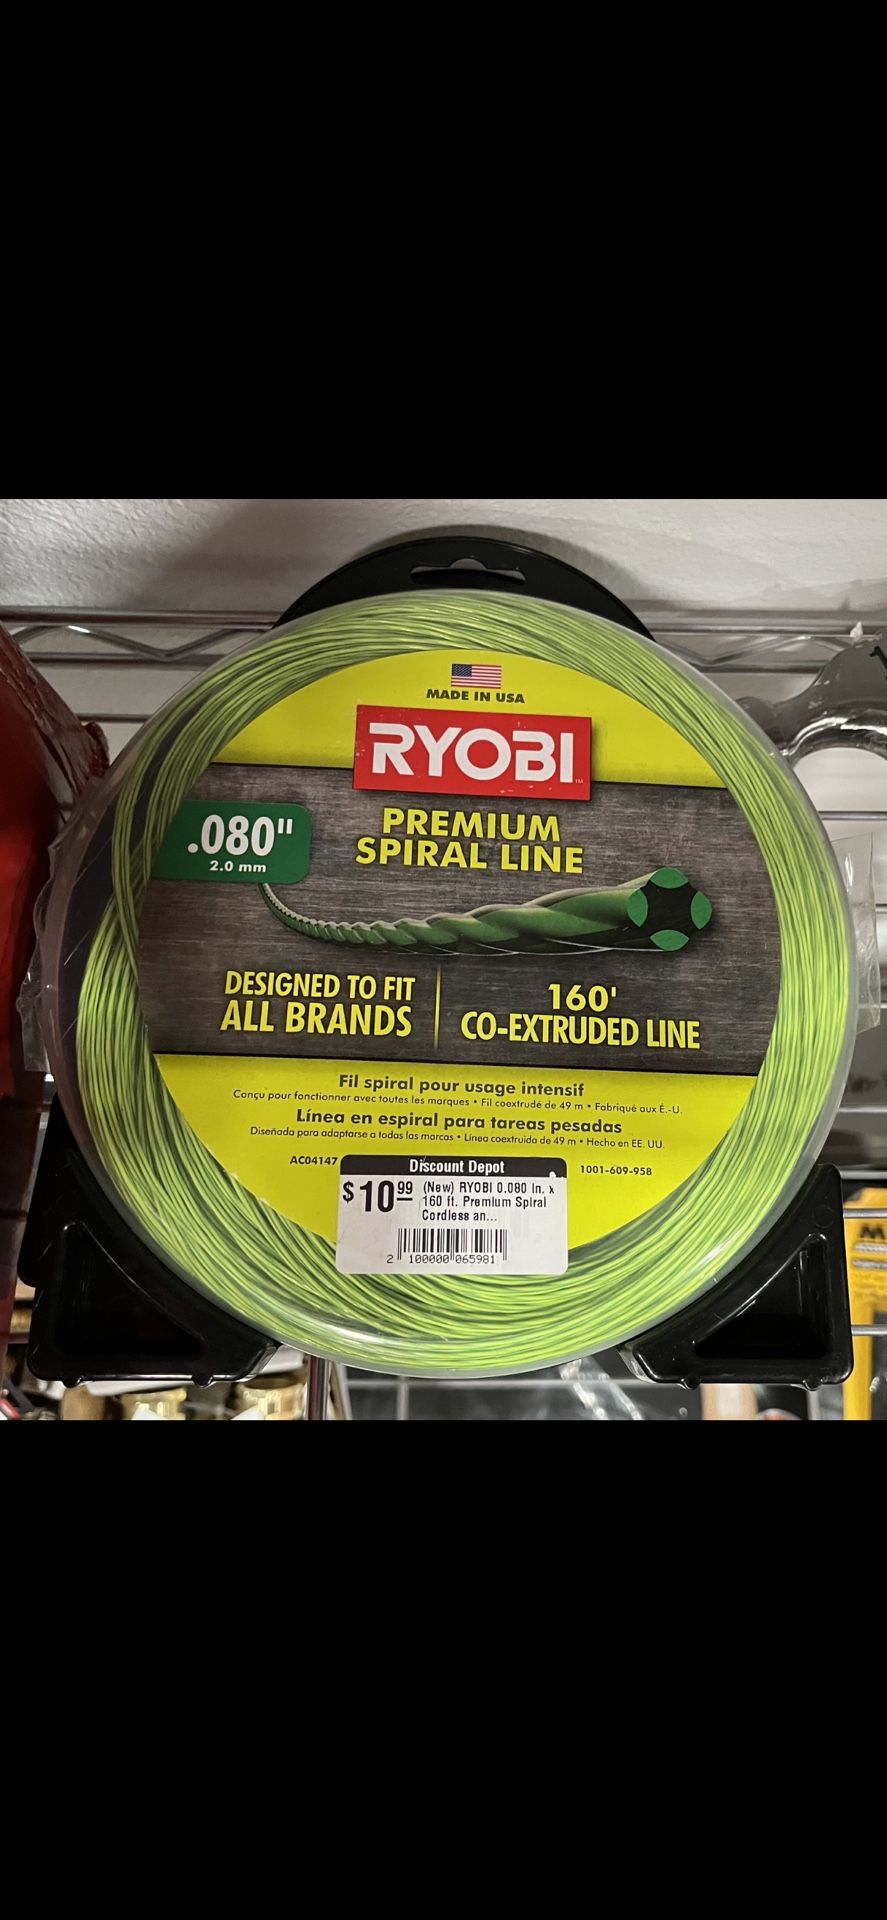 MADE IN USA
RYOBI™
.080"
2.0 mm
PREMIUM
SPIRAL LINE
DESIGNED TO FIT
ALL BRANDS
160'
CO-EXTRUDED LINE
Fil spiral pour usage intensif
Conçu pour fonctionner avec toutes les marques • Fil coextrudé de 49 m • Fabriqué aux É.-U.
Línea en espiral para tareas pesadas
Diseñada para adaptarse a todas las marcas • Línea coextruida de 49 m • Hecho en EE. UU.
AC04147
1001-609-958
Discount Depot
$10.99
(New) RYOBI 0.080 in. x
160 ft. Premium Spiral
Cordless an...
2 100000 065981